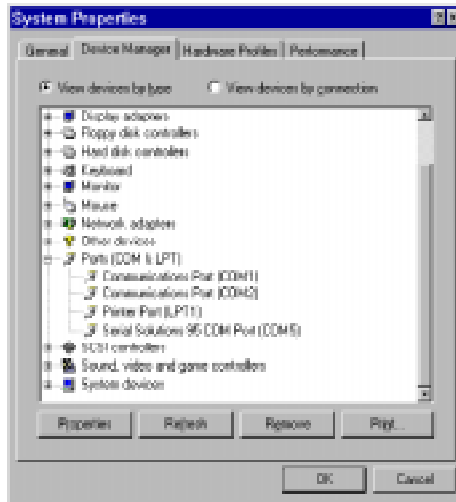 System Properties
General Device Manager Hardware Profiles Performance
View devices by type View devices by connection
Display adapters
Floppy disk controllers
Hard disk controllers
Keyboard
Monitor
Mouse
Network adapters
Other devices
Ports (COM & LPT)
Communications Port (COM1)
Communications Port (COM2)
Printer Port (LPT1)
Serial Solutions 95 COM Port (COM5)
SCSI controllers
Sound, video and game controllers
System devices
Properties Refresh Remove Print...
OK Cancel